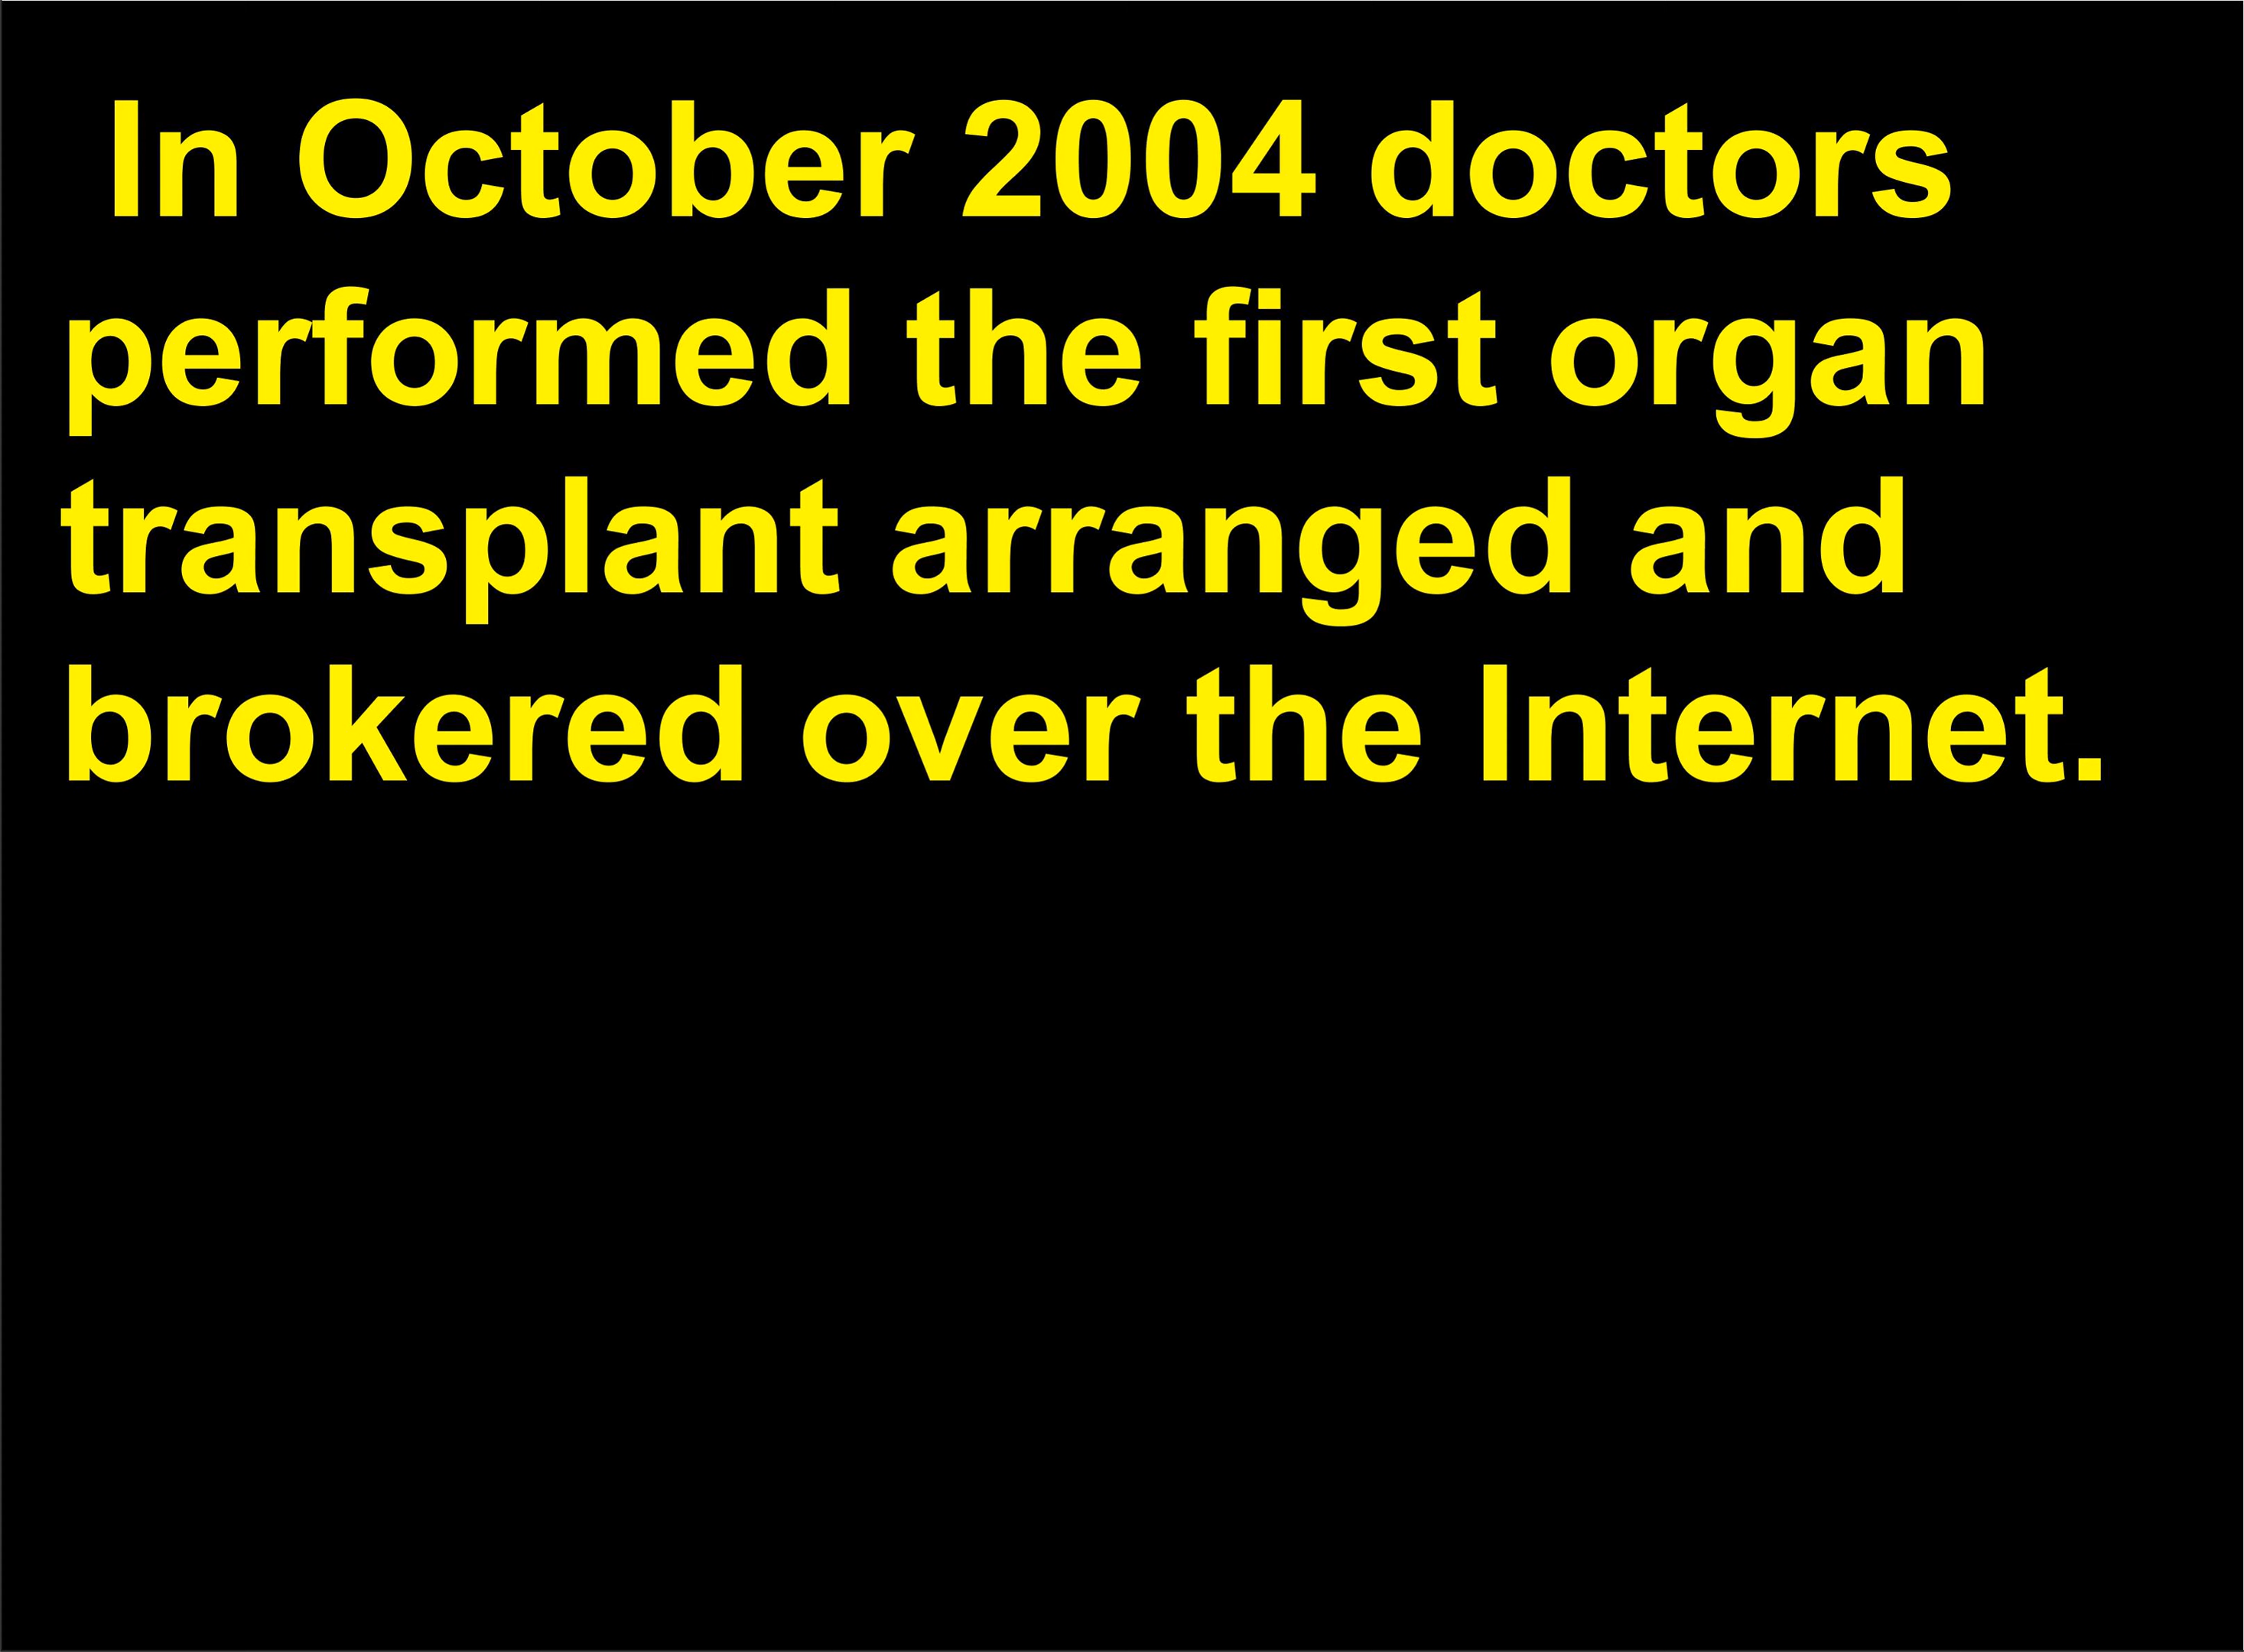 In October 2004 doctors
performed the first organ
transplant arranged and
brokered over the Internet.